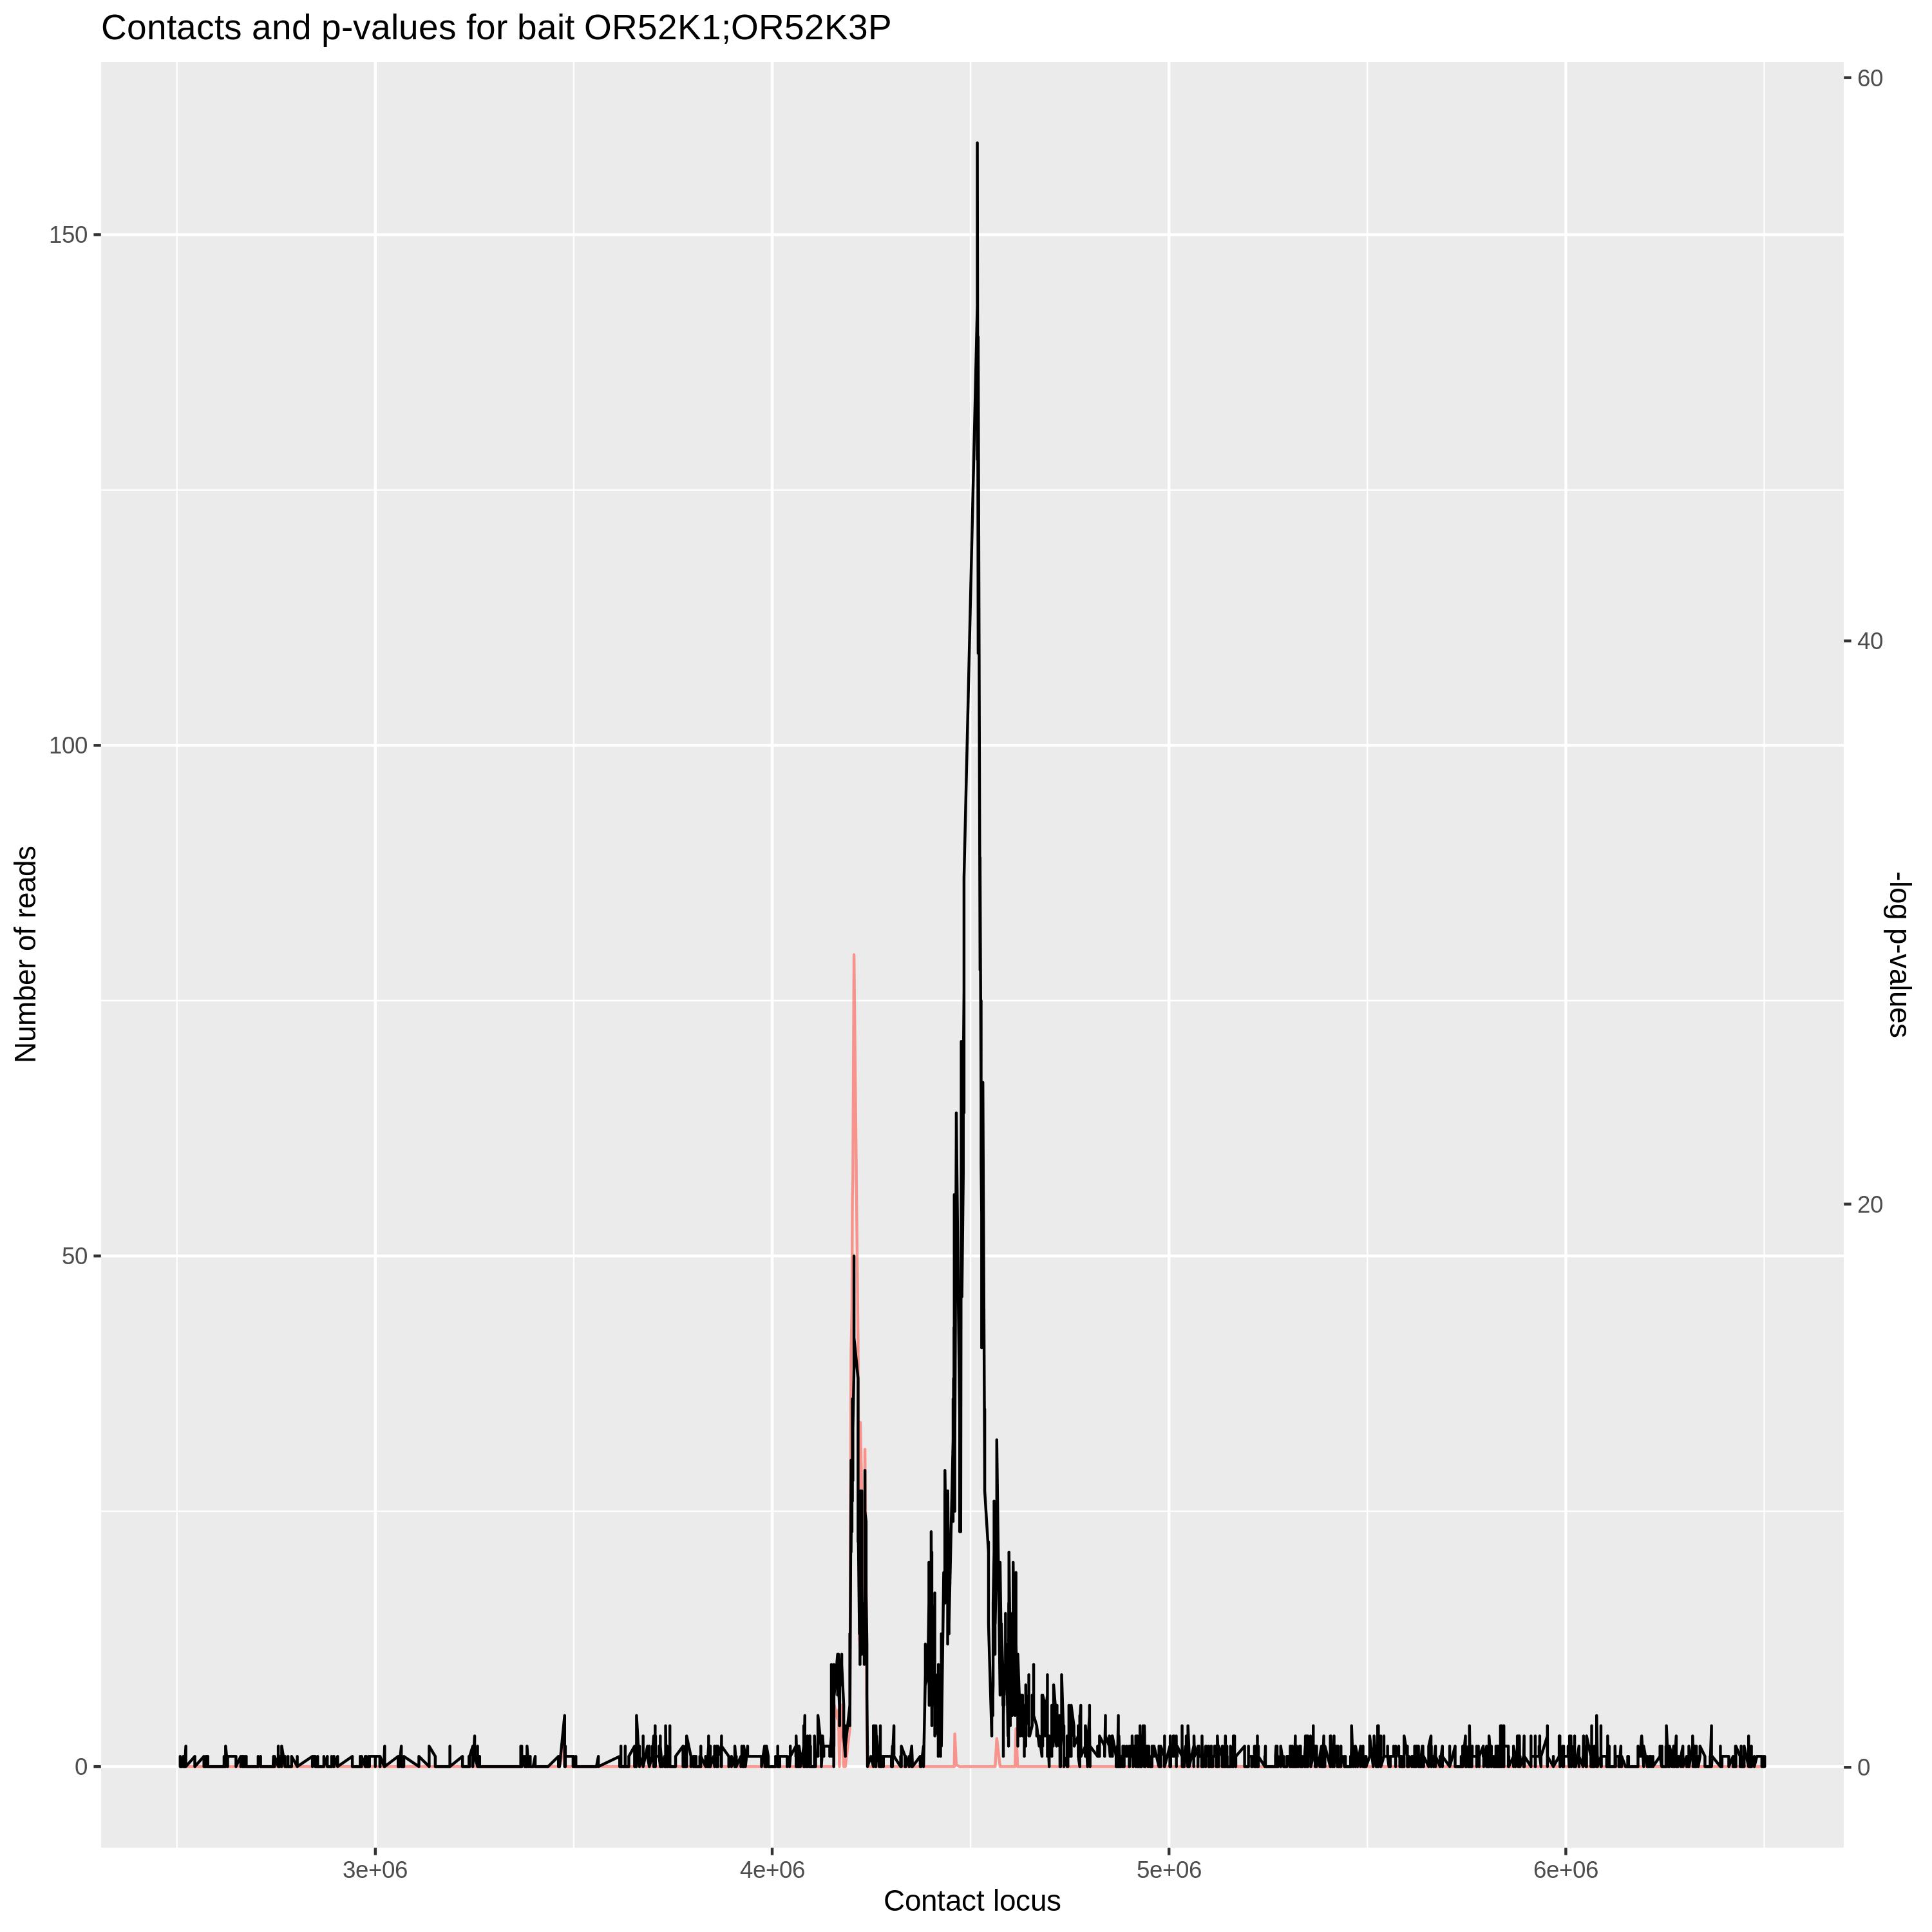 Contacts and p-values for bait OR52K1;OR52K3P
60
150
40
100
Number of reads
-log p-values
20
50
0
0
3e+06
4e+06
5e+06
6e+06
Contact locus